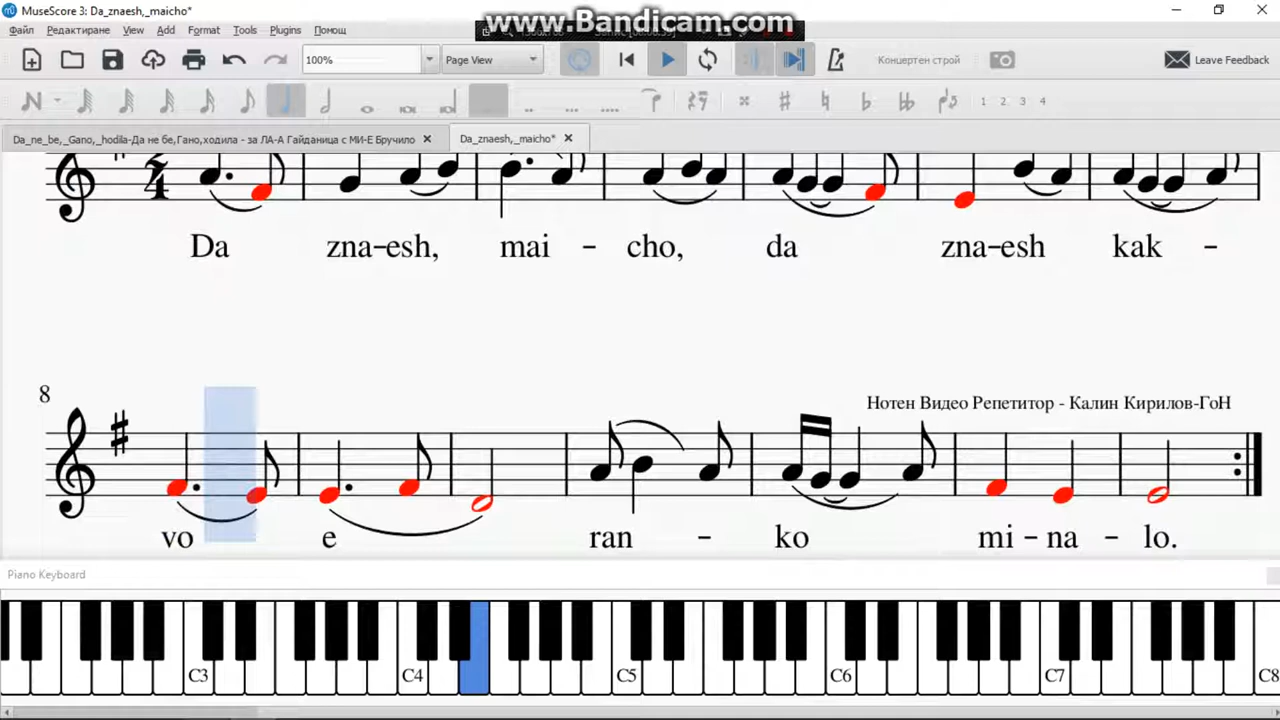 MuseScore 3: Da_znaesh,_maicho*
www.Bandicam.com
Файл Редактиране View Add Format Tools Plugins Помощ
100% Page View Концертен строй Leave Feedback
1 2 3 4
Da_ne_be,_Gano,_hodila-Да не бе,Гано,ходила - за ЛА-А Гайданица с МИ-Е Бручило Da_znaesh,_maicho*
4
Da zna-esh, mai - cho, da zna-esh kak -
8
Нотен Видео Репетитор - Калин Кирилов-ГоН
vo e ran - ko mi - na - lo.
Piano Keyboard
C3 C4 C5 C6 C7 C8